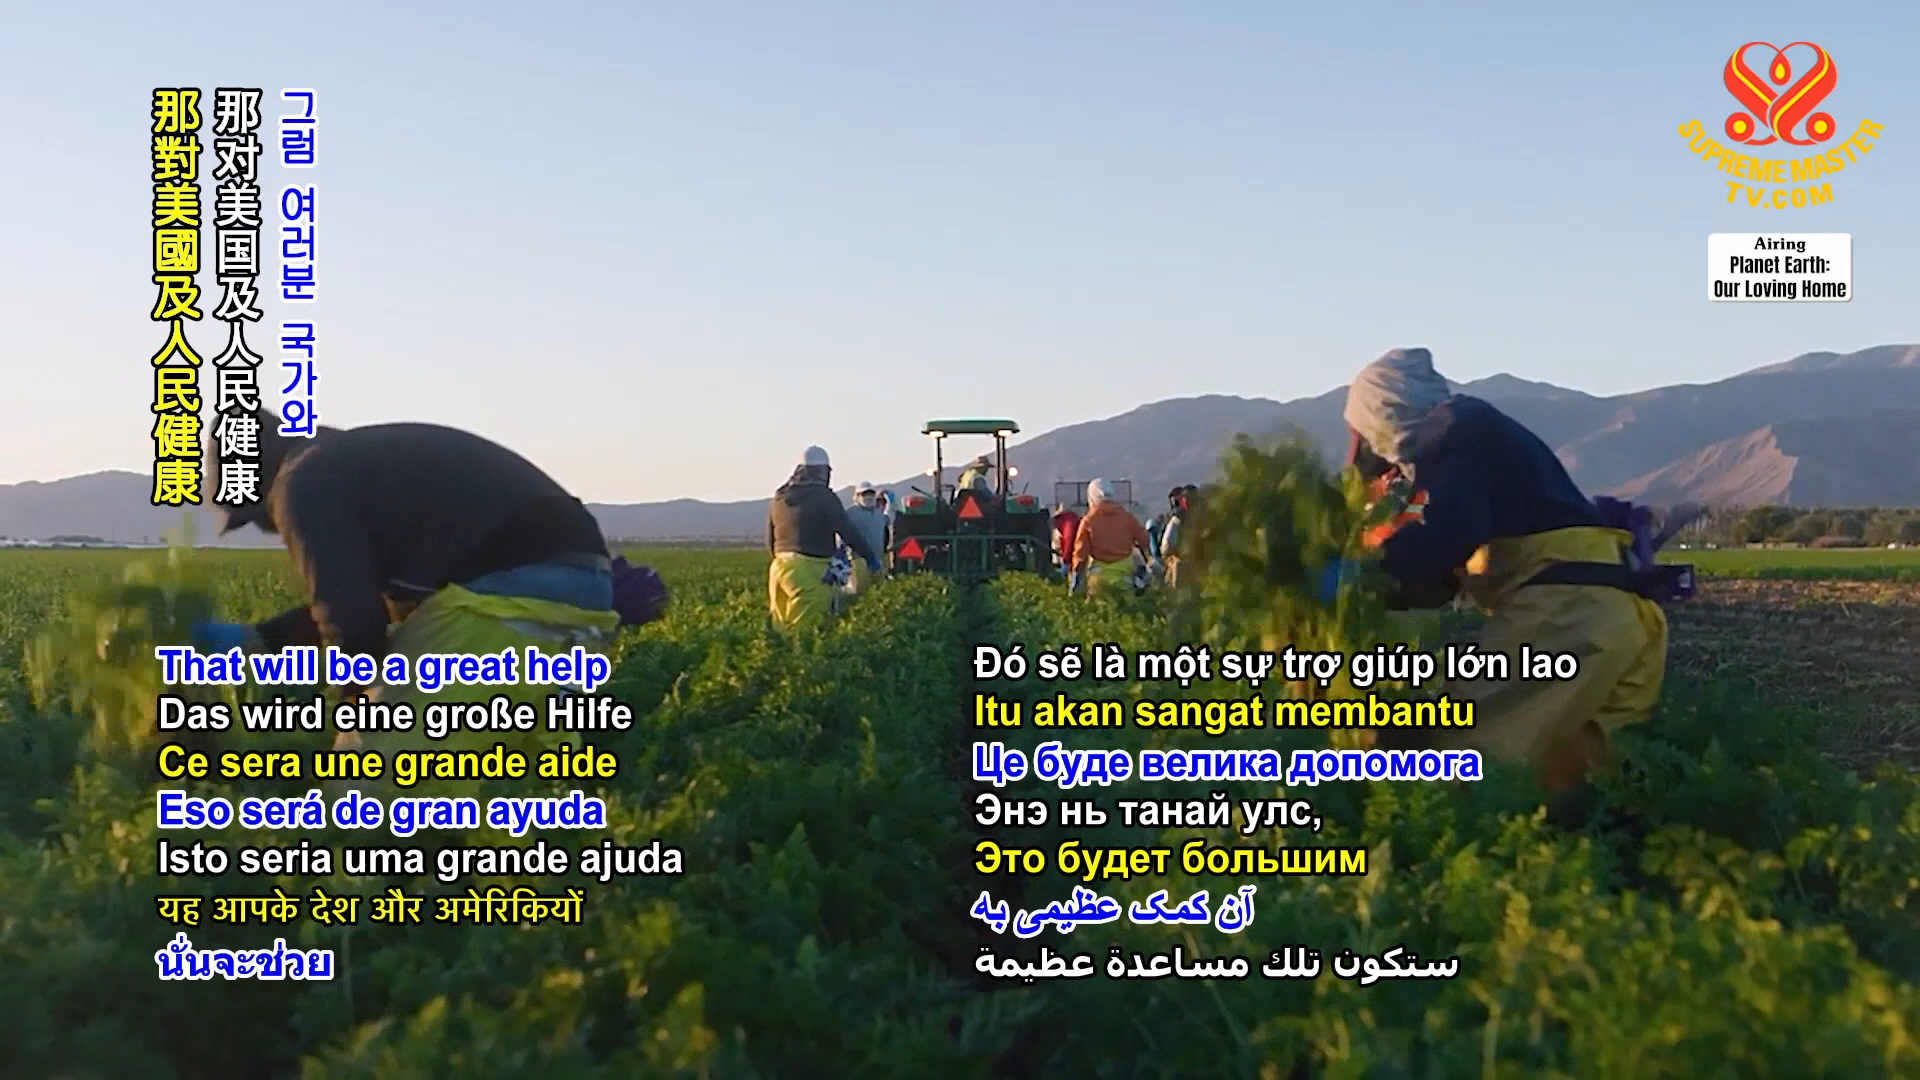 그럼 여러분 국가와
那对美国及人民健康
那對美國及人民健康
SUPREME MASTER
TV.COM
Airing
Planet Earth:
Our Loving Home
That will be a great help
Das wird eine große Hilfe
Ce sera une grande aide
Eso será de gran ayuda
Isto seria uma grande ajuda
यह आपके देश और अमेरिकियों
นั่นจะช่วย
Đó sẽ là một sự trợ giúp lớn lao
Itu akan sangat membantu
Це буде велика допомога
Энэ нь танай улс,
Это будет большим
آن کمک عظیمی به
ستكون تلك مساعدة عظيمة